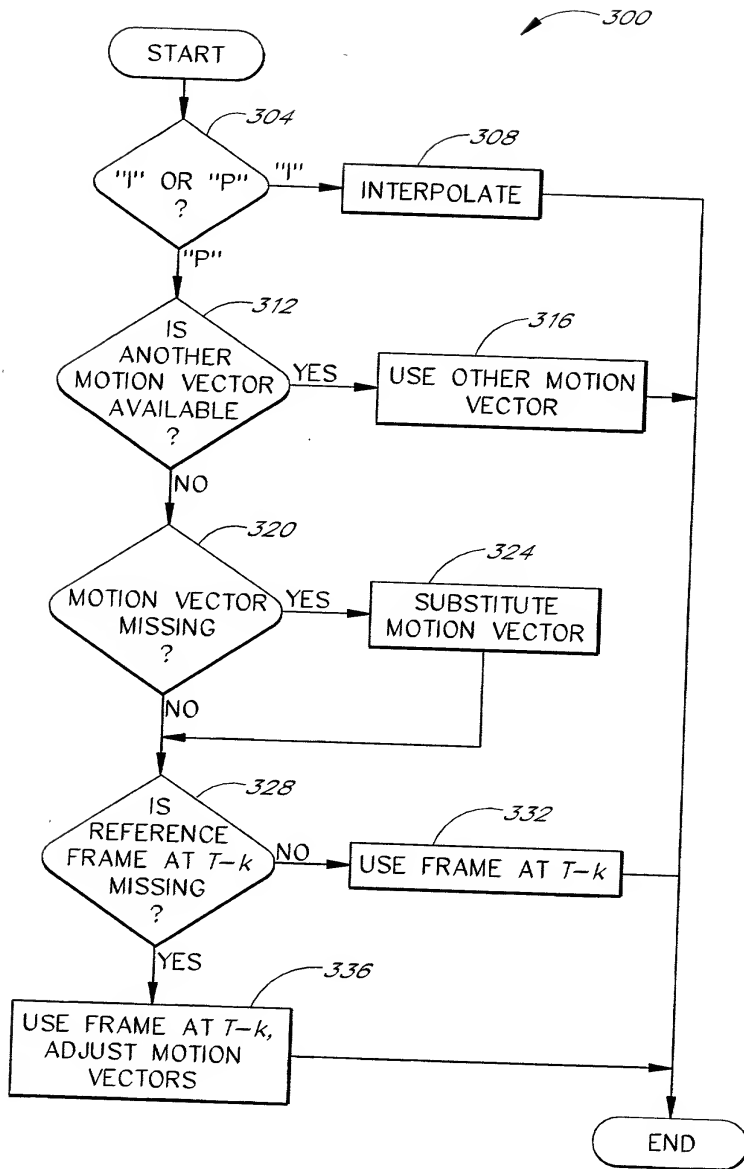 300
START
304
"I" OR "P"
?
"I"
308
INTERPOLATE
"P"
312
IS
ANOTHER
MOTION VECTOR
AVAILABLE
?
YES
316
USE OTHER MOTION
VECTOR
NO
320
MOTION VECTOR
MISSING
?
YES
324
SUBSTITUTE
MOTION VECTOR
NO
328
IS
REFERENCE
FRAME AT T-k
MISSING
?
NO
332
USE FRAME AT T-k
YES
336
USE FRAME AT T-k,
ADJUST MOTION
VECTORS
END